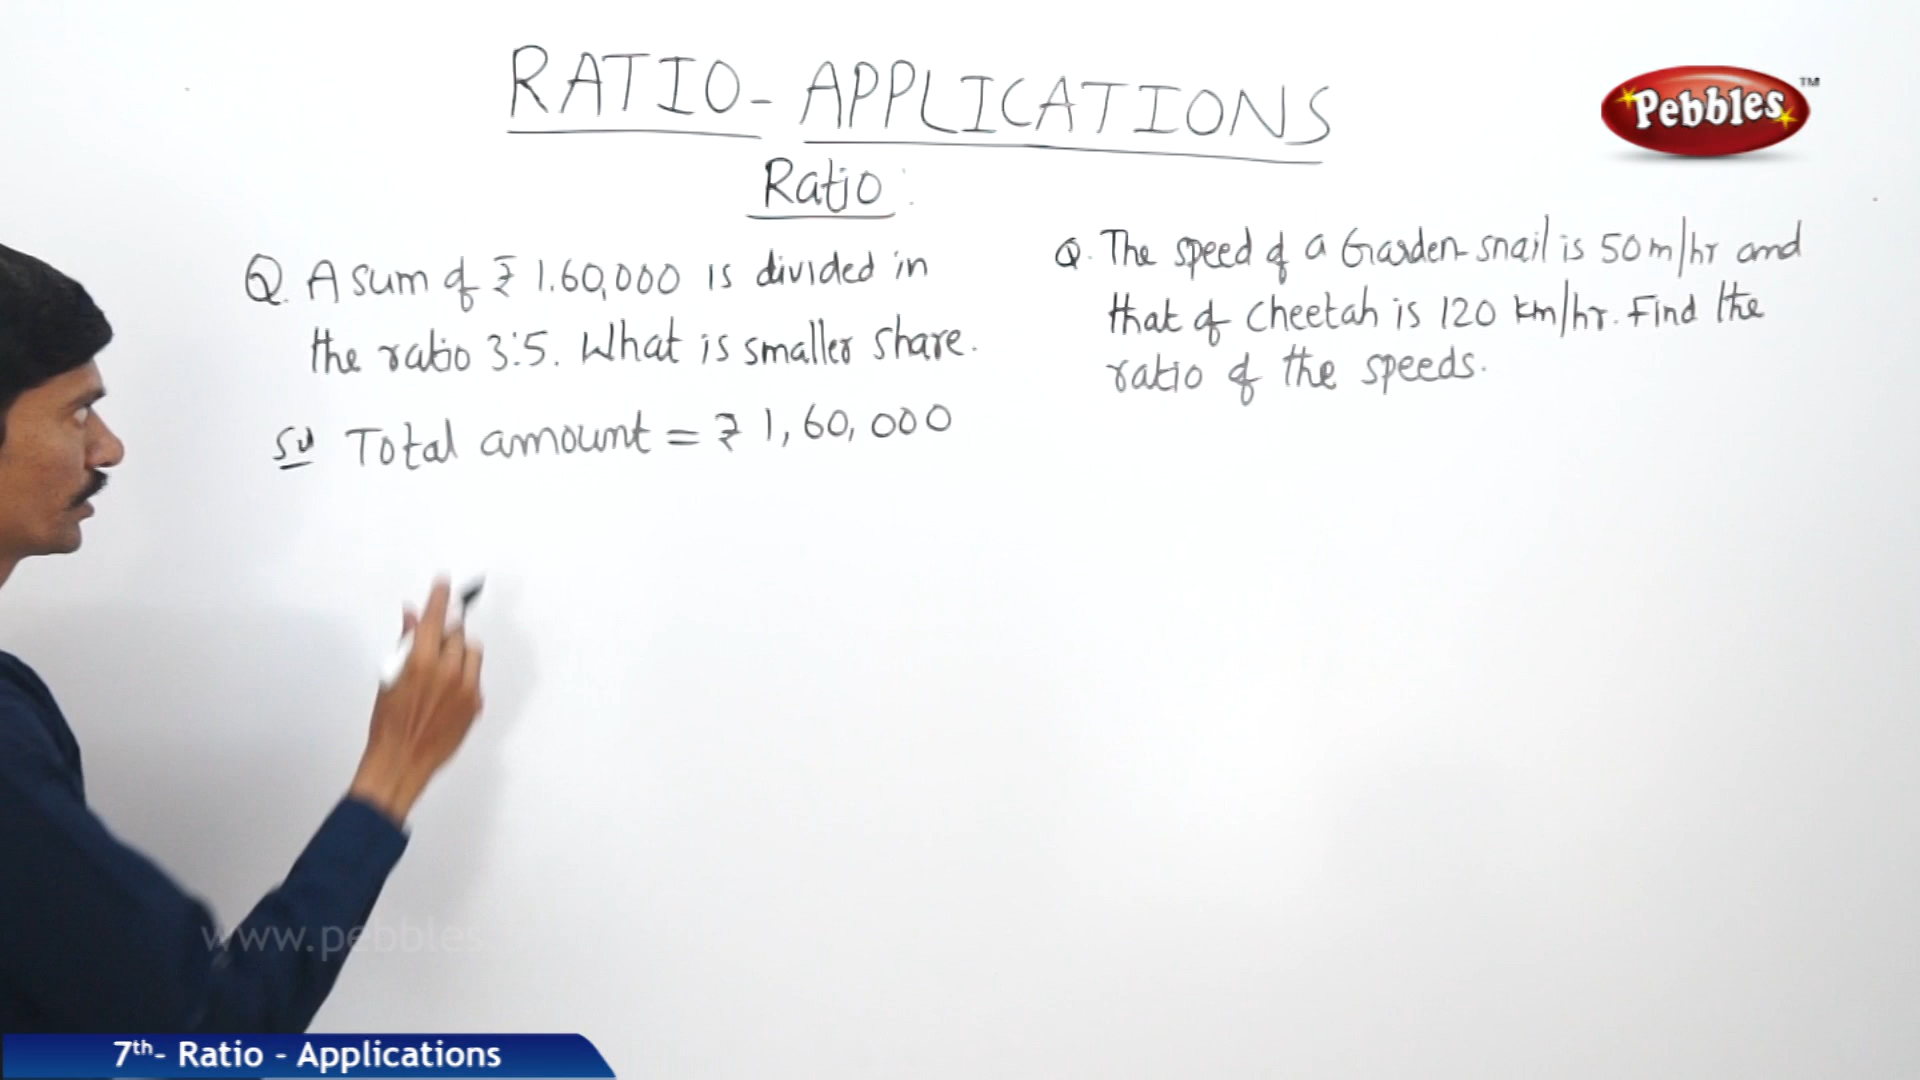 RATIO - APPLICATIONS
Pebbles™
Ratio:
Q. A sum of ₹ 1.60,000 is divided in
the ratio 3:5. What is smaller share.
Sol Total amount = ₹ 1,60,000
Q. The speed of a Garden snail is 50 m/hr and
that of cheetah is 120 km/hr. Find the
ratio of the speeds.
www.pebbles
7th- Ratio - Applications